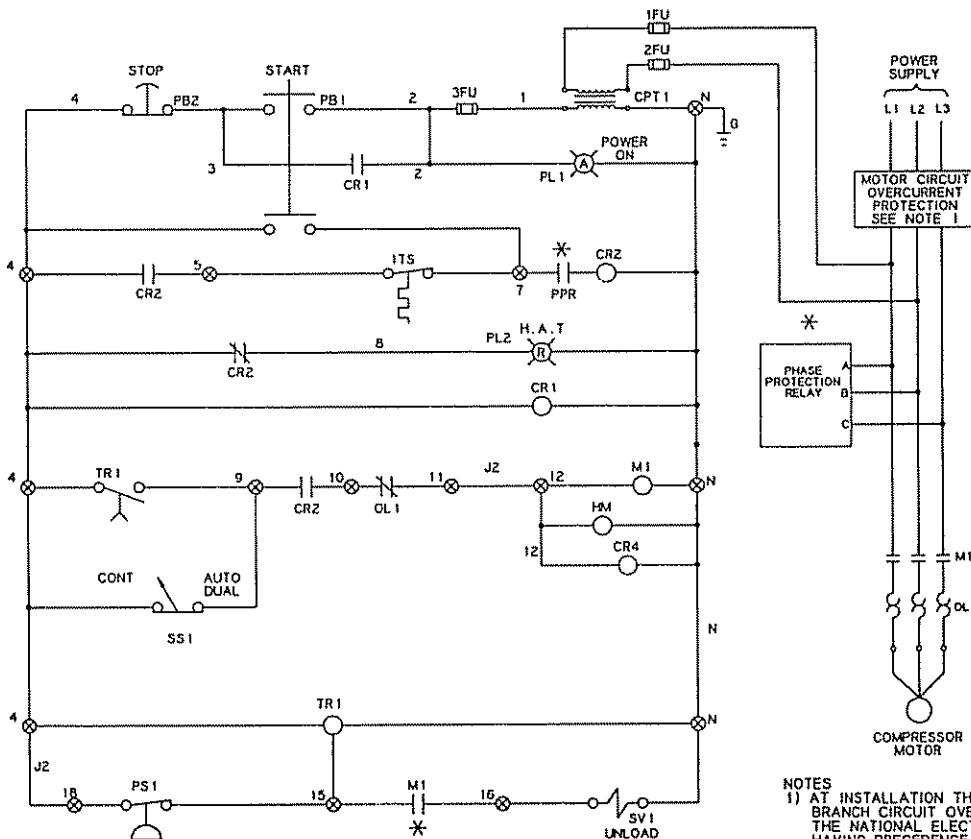 1FU
2FU
POWER
SUPPLY
L1 L2 L3
STOP START
4 PB2 PB1 2 3FU 1 CPT1 N
G
POWER
ON
3 CR1 2 PL1 A
MOTOR CIRCUIT
OVERCURRENT
PROTECTION
SEE NOTE 1
4 CR2 5 1TS 7 PPR CR2
*
*
CR2 8 PL2 H.A.T
R
PHASE
PROTECTION
RELAY
A
B
C
CR1
4 TR1 9 CR2 10 OL1 11 J2 12 M1 N
HM
12 CR4
M1
CONT AUTO
DUAL
SS1
OL
N
4 TR1 N
COMPRESSOR
MOTOR
J2
18 PS1 15 M1 16 SV1
*
UNLOAD
NOTES
1) AT INSTALLATION TH
BRANCH CIRCUIT OVE
THE NATIONAL ELECT